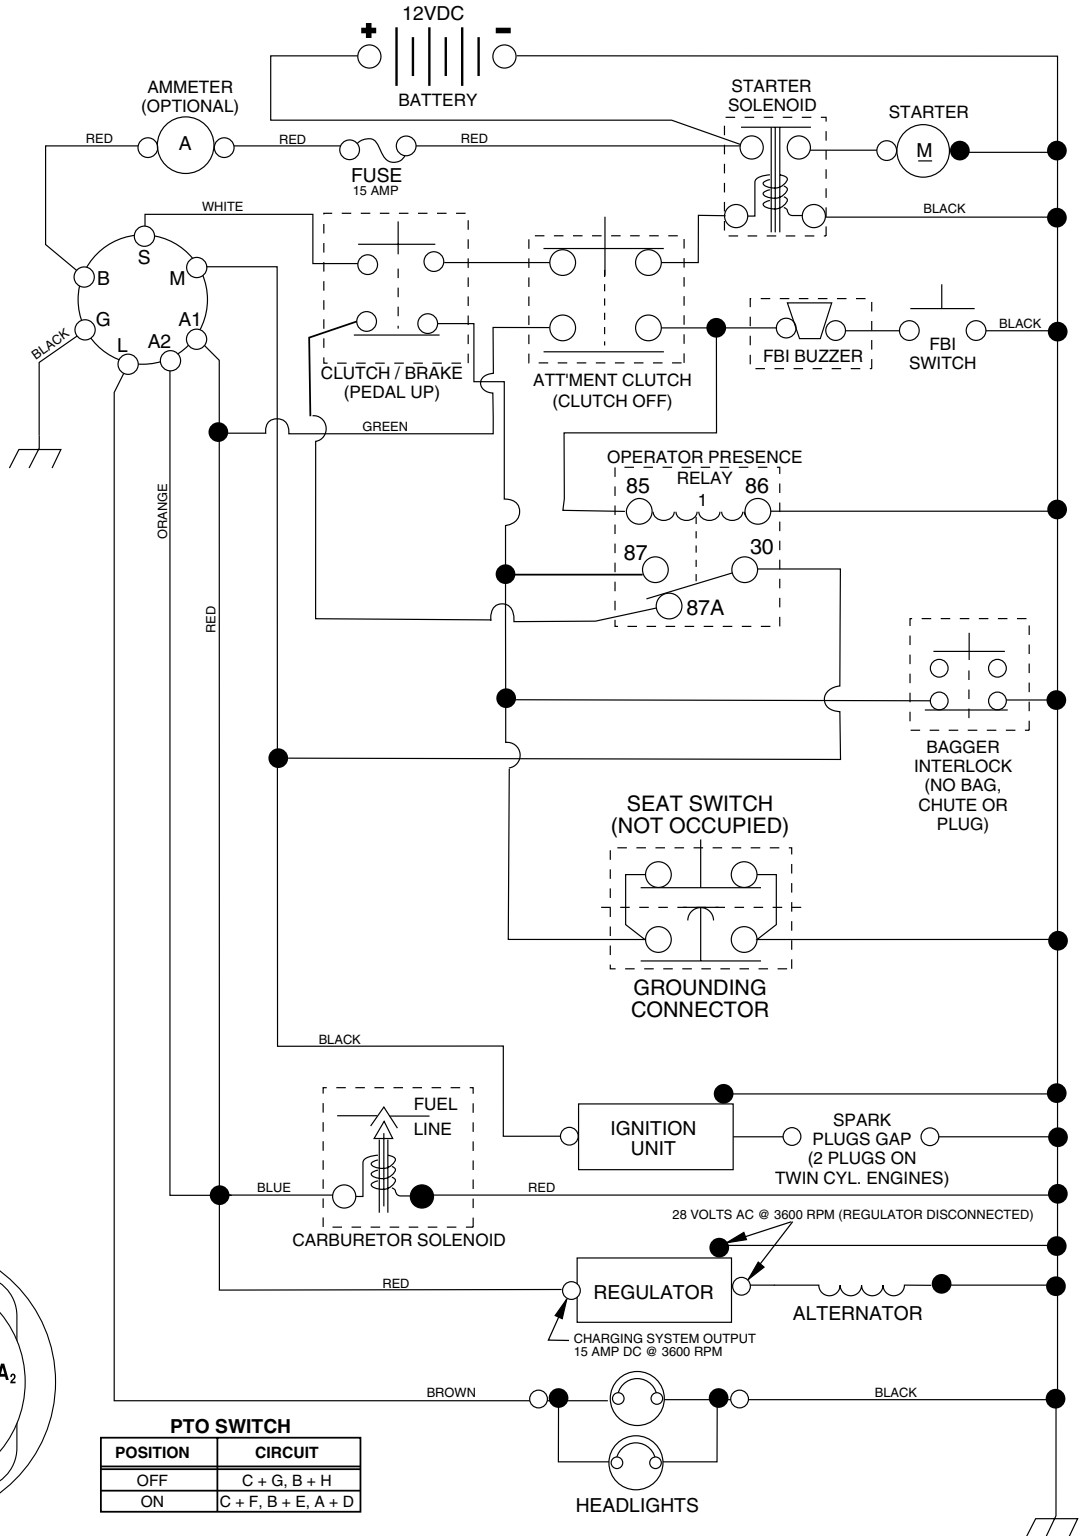 12VDC
+
-
BATTERY
AMMETER
(OPTIONAL)
RED
A
RED
FUSE
15 AMP
RED
STARTER
SOLENOID
STARTER
M
BLACK
WHITE
S
B
M
G
A1
L
A2
BLACK
CLUTCH / BRAKE
(PEDAL UP)
ATT'MENT CLUTCH
(CLUTCH OFF)
FBI BUZZER
FBI
SWITCH
BLACK
GREEN
ORANGE
RED
OPERATOR PRESENCE
RELAY
85
1
86
87
30
87A
BAGGER
INTERLOCK
(NO BAG,
CHUTE OR
PLUG)
SEAT SWITCH
(NOT OCCUPIED)
GROUNDING
CONNECTOR
BLACK
FUEL
LINE
IGNITION
UNIT
SPARK
PLUGS GAP
(2 PLUGS ON
TWIN CYL. ENGINES)
BLUE
RED
CARBURETOR SOLENOID
28 VOLTS AC @ 3600 RPM (REGULATOR DISCONNECTED)
RED
REGULATOR
ALTERNATOR
CHARGING SYSTEM OUTPUT
15 AMP DC @ 3600 RPM
A2
BROWN
BLACK
HEADLIGHTS
PTO SWITCH
POSITION CIRCUIT
OFF C + G, B + H
ON C + F, B + E, A + D